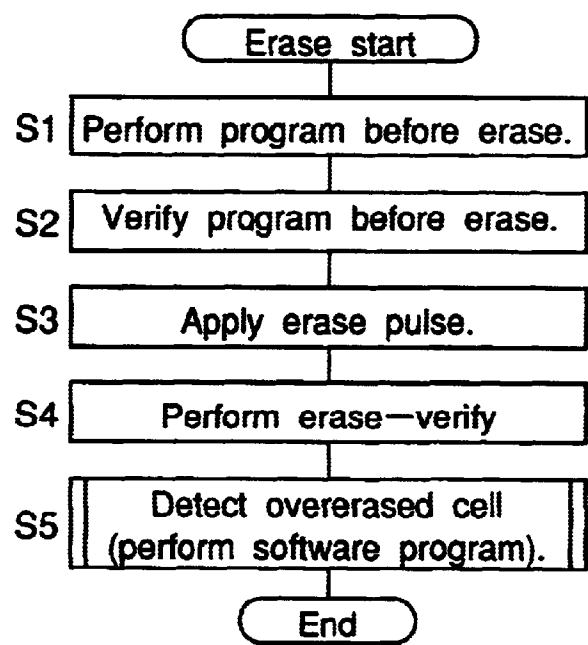 Erase start
S1 Perform program before erase.
S2 Verify program before erase.
S3 Apply erase pulse.
S4 Perform erase—verify
S5 Detect overerased cell
(perform software program).
End